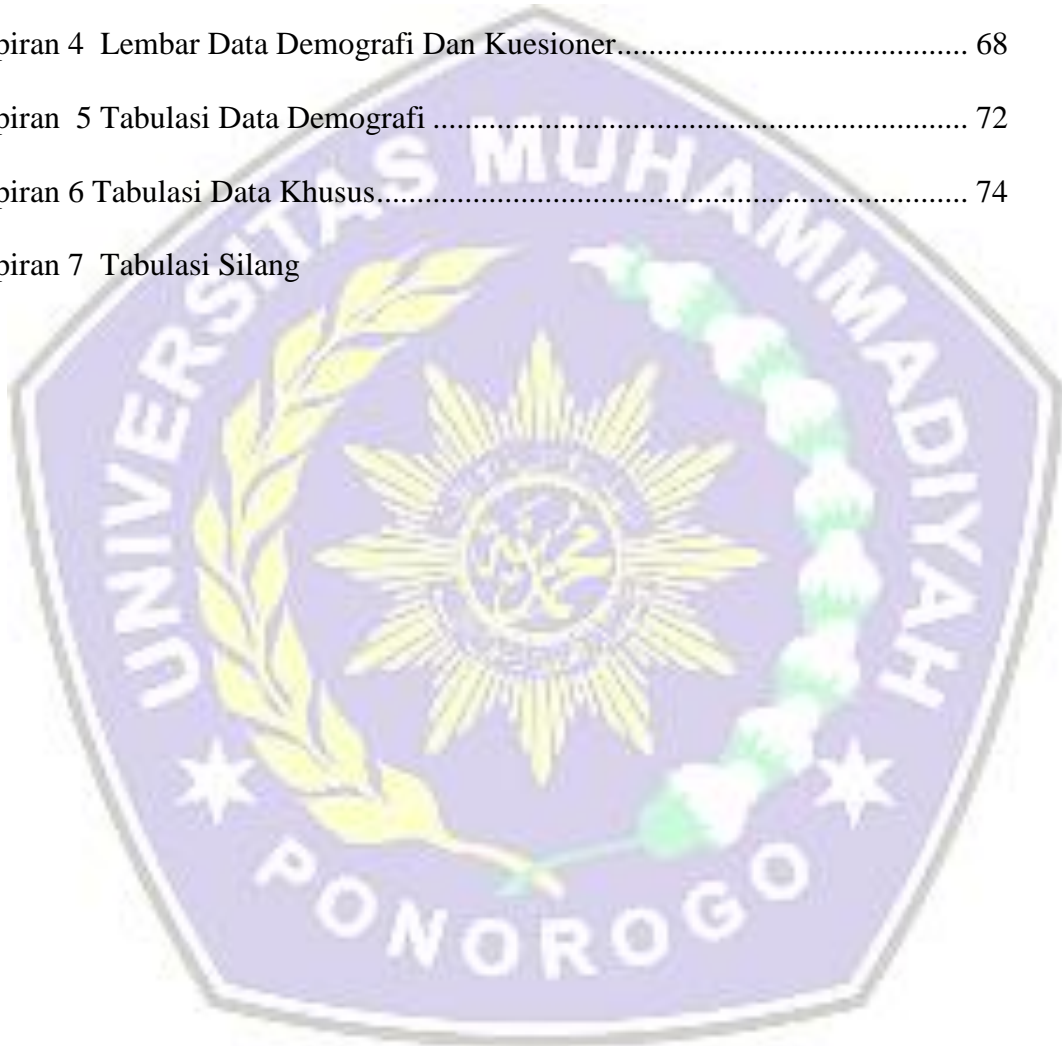 piran 4 Lembar Data Demografi Dan Kuesioner........................................... 68
piran 5 Tabulasi Data Demografi .................................................................. 72
piran 6 Tabulasi Data Khusus......................................................................... 74
piran 7 Tabulasi Silang
UNIVERSITAS MUHAMMADIYAH
PONOROGO